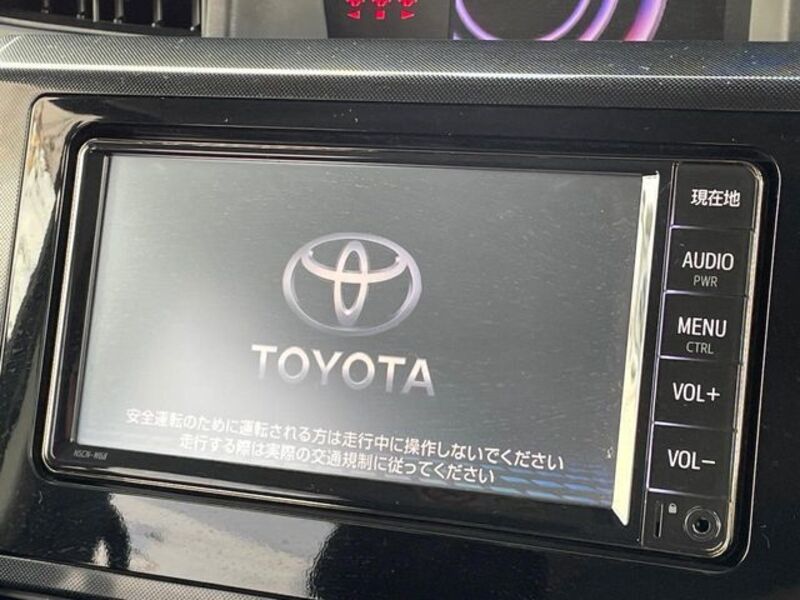 TOYOTA
安全運転のために運転される方は走行中に操作しないでください
走行する際は実際の交通規制に従ってください
NSCN-W68
現在地
AUDIO
PWR
MENU
CTRL
VOL+
VOL-